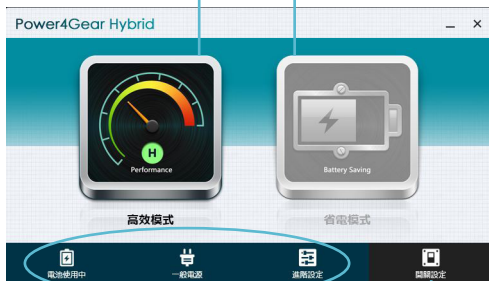 Power4Gear Hybrid
H
Performance
Battery Saving
高效模式
省電模式
電池使用中
一般電源
進階設定
開關設定